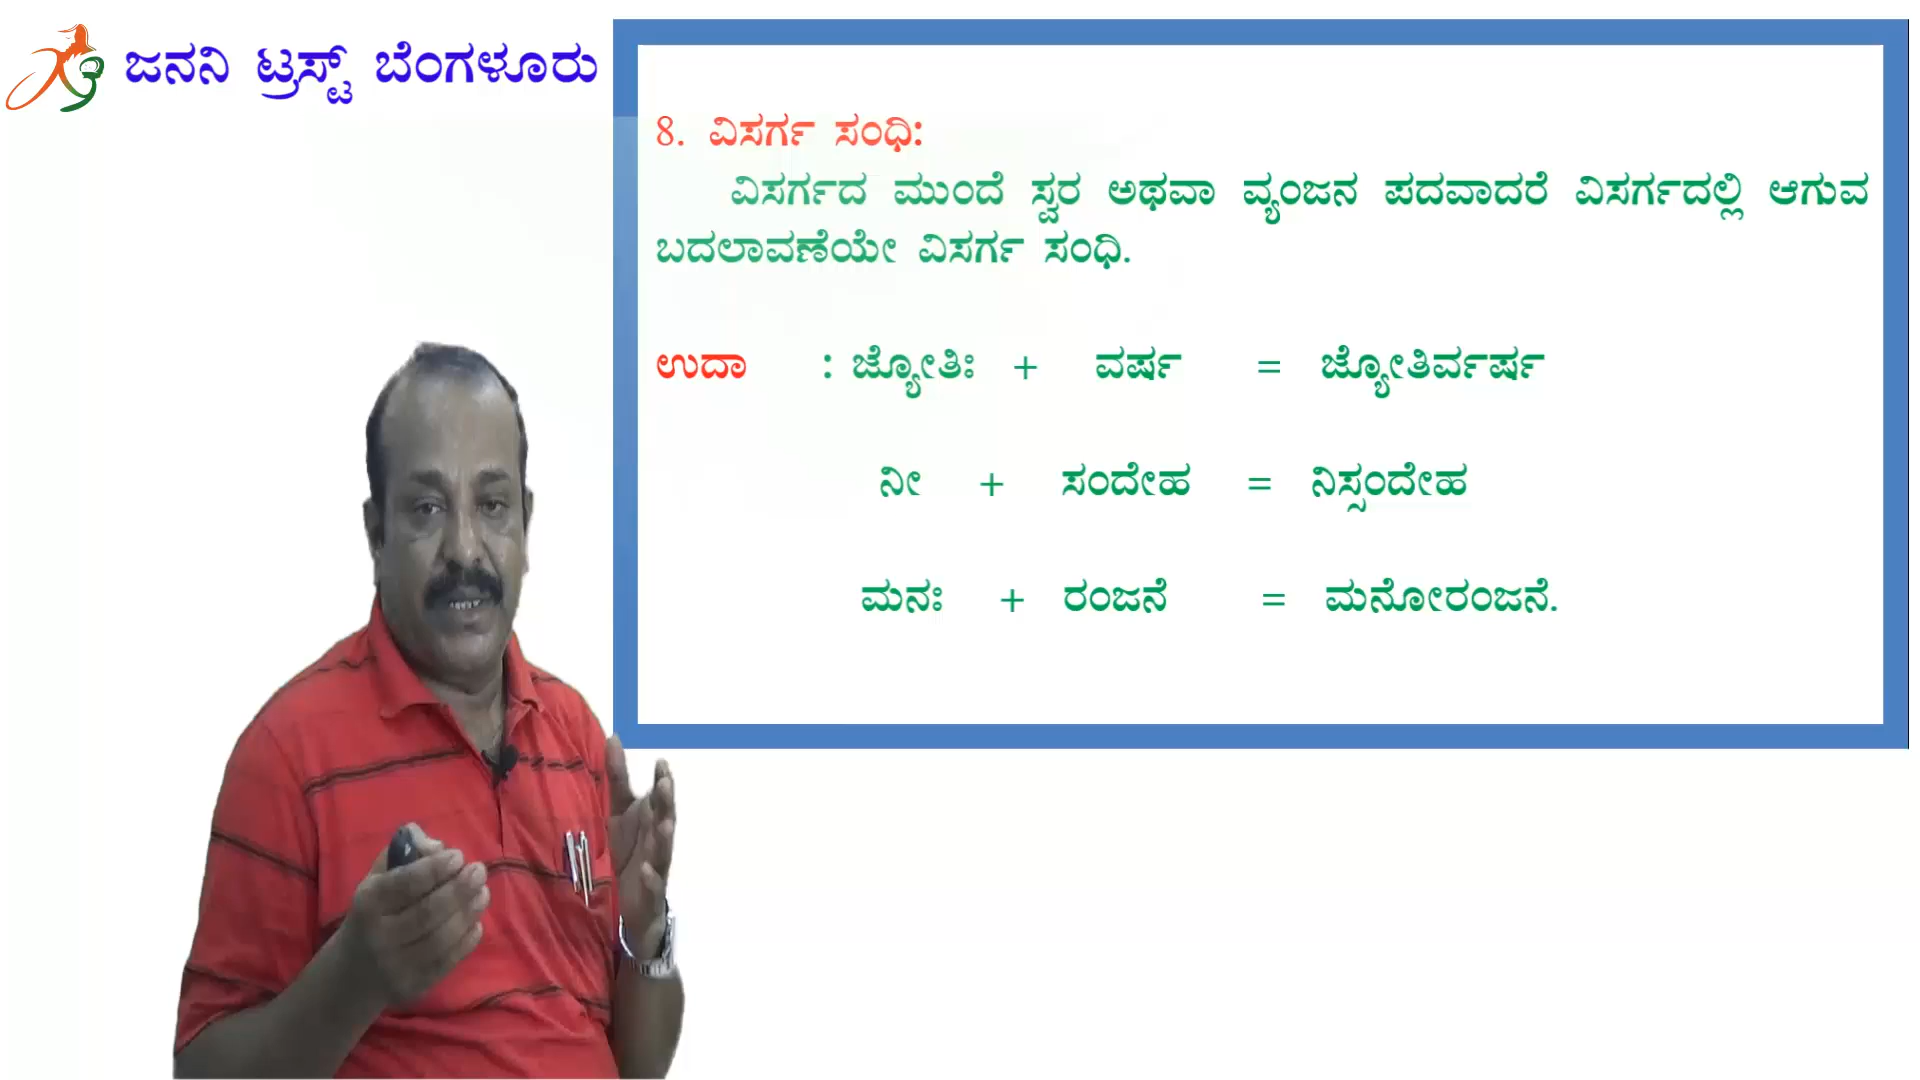 ಜನನಿ ಟ್ರಸ್ಟ್ ಬೆಂಗಳೂರು
8. ವಿಸರ್ಗ ಸಂಧಿ:
ವಿಸರ್ಗದ ಮುಂದೆ ಸ್ವರ ಅಥವಾ ವ್ಯಂಜನ ಪದವಾದರೆ ವಿಸರ್ಗದಲ್ಲಿ ಆಗುವ
ಬದಲಾವಣೆಯೇ ವಿಸರ್ಗ ಸಂಧಿ.
ಉದಾ : ಜ್ಯೋತಿಃ + ವರ್ಷ = ಜ್ಯೋತಿರ್ವರ್ಷ
ನೀ + ಸಂದೇಹ = ನಿಸ್ಸಂದೇಹ
ಮನಃ + ರಂಜನೆ = ಮನೋರಂಜನೆ.